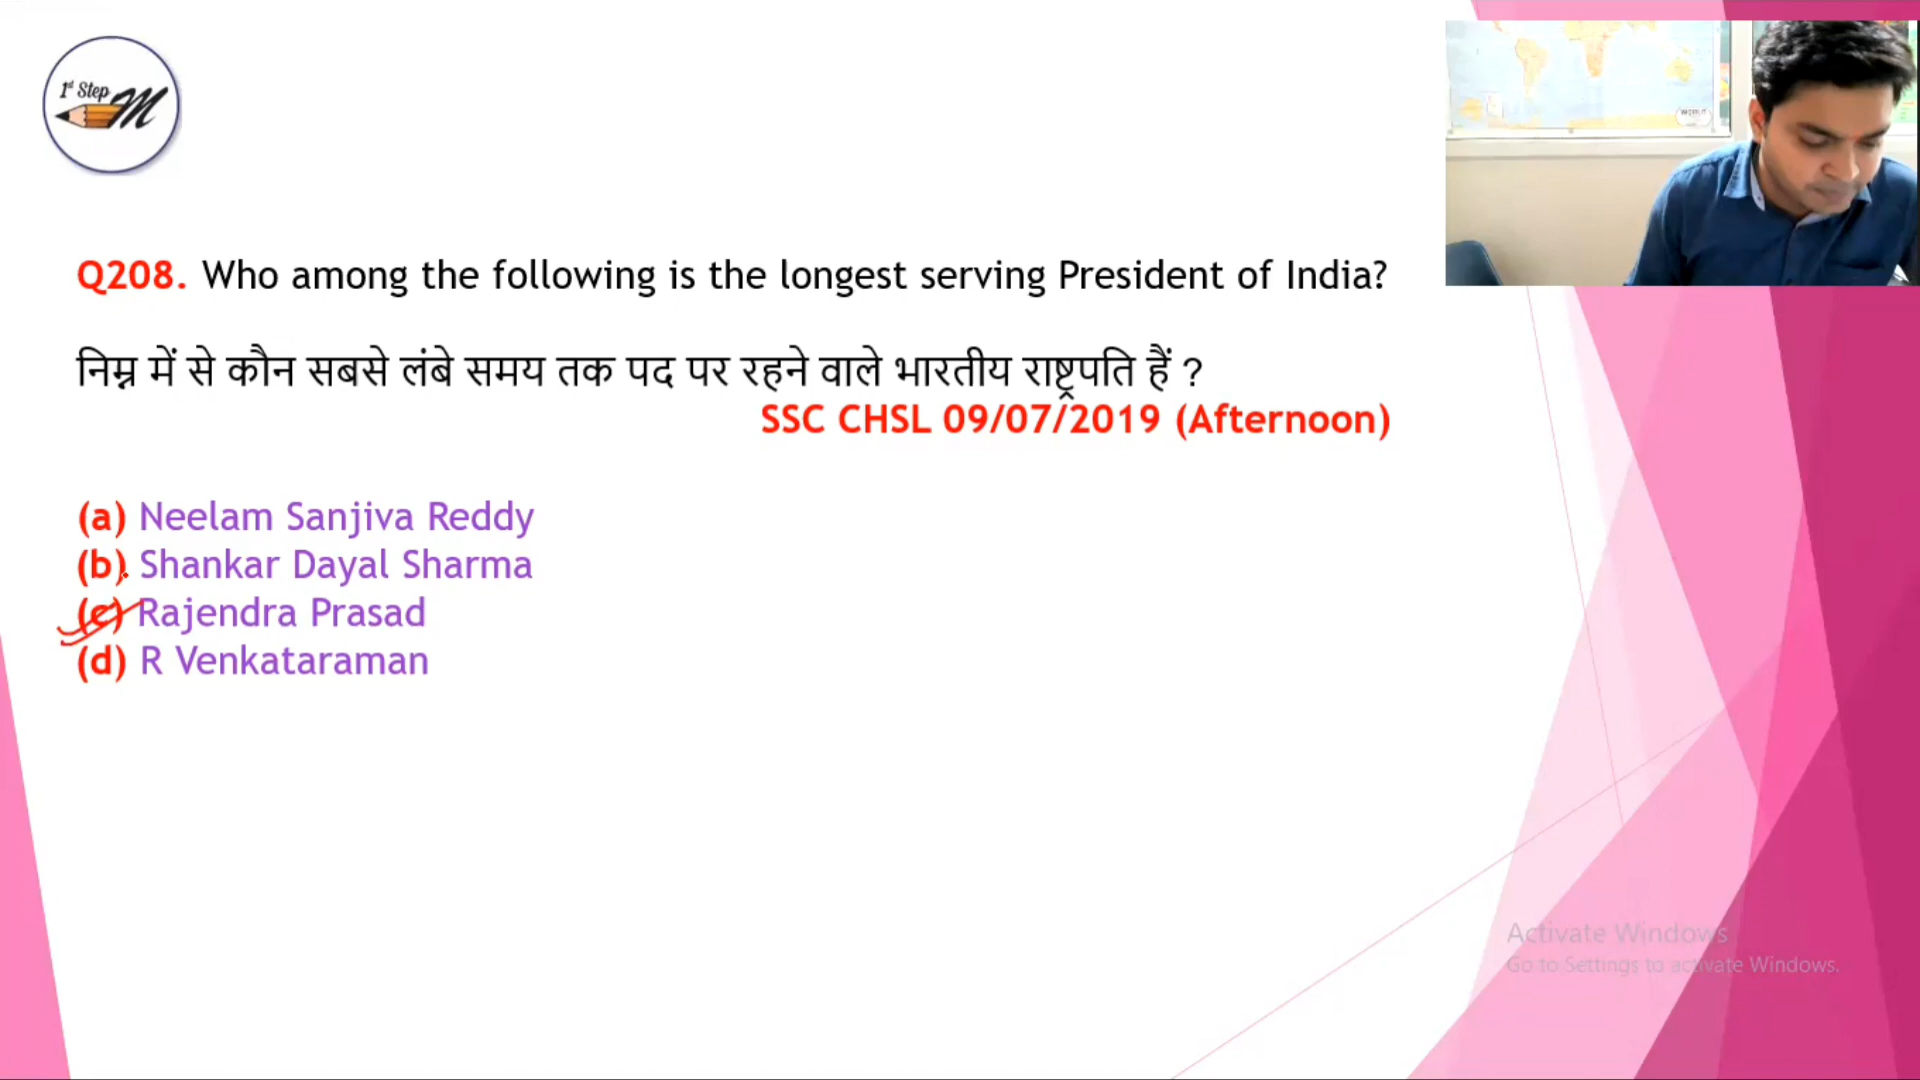 1st Step
M
WORLD
Q208. Who among the following is the longest serving President of India?
निम्न में से कौन सबसे लंबे समय तक पद पर रहने वाले भारतीय राष्ट्रपति हैं ?
SSC CHSL 09/07/2019 (Afternoon)
(a) Neelam Sanjiva Reddy
(b). Shankar Dayal Sharma
(c) Rajendra Prasad
(d) R Venkataraman
Activate Windows
Go to Settings to activate Windows.